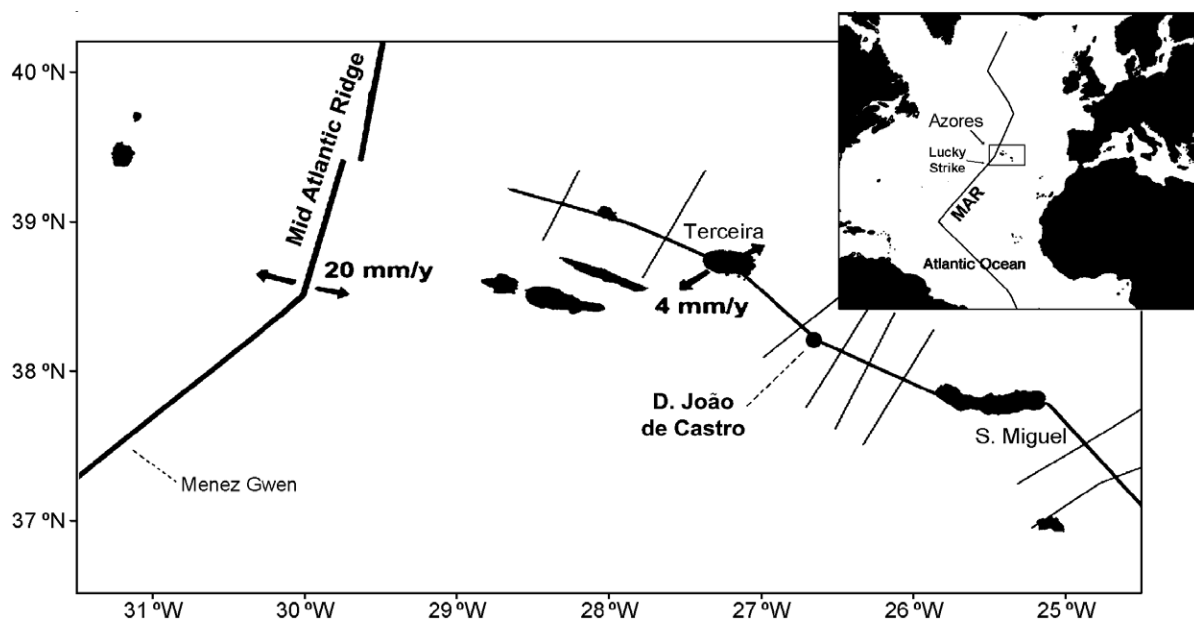 40 ºN
39 ºN
38 ºN
37 ºN
31 ºW
30 ºW
29 ºW
28 ºW
27 ºW
26 ºW
25 ºW
Mid Atlantic Ridge
20 mm/y
Menez Gwen
Terceira
4 mm/y
D. João
de Castro
S. Miguel
Azores
Lucky
Strike
MAR
Atlantic Ocean